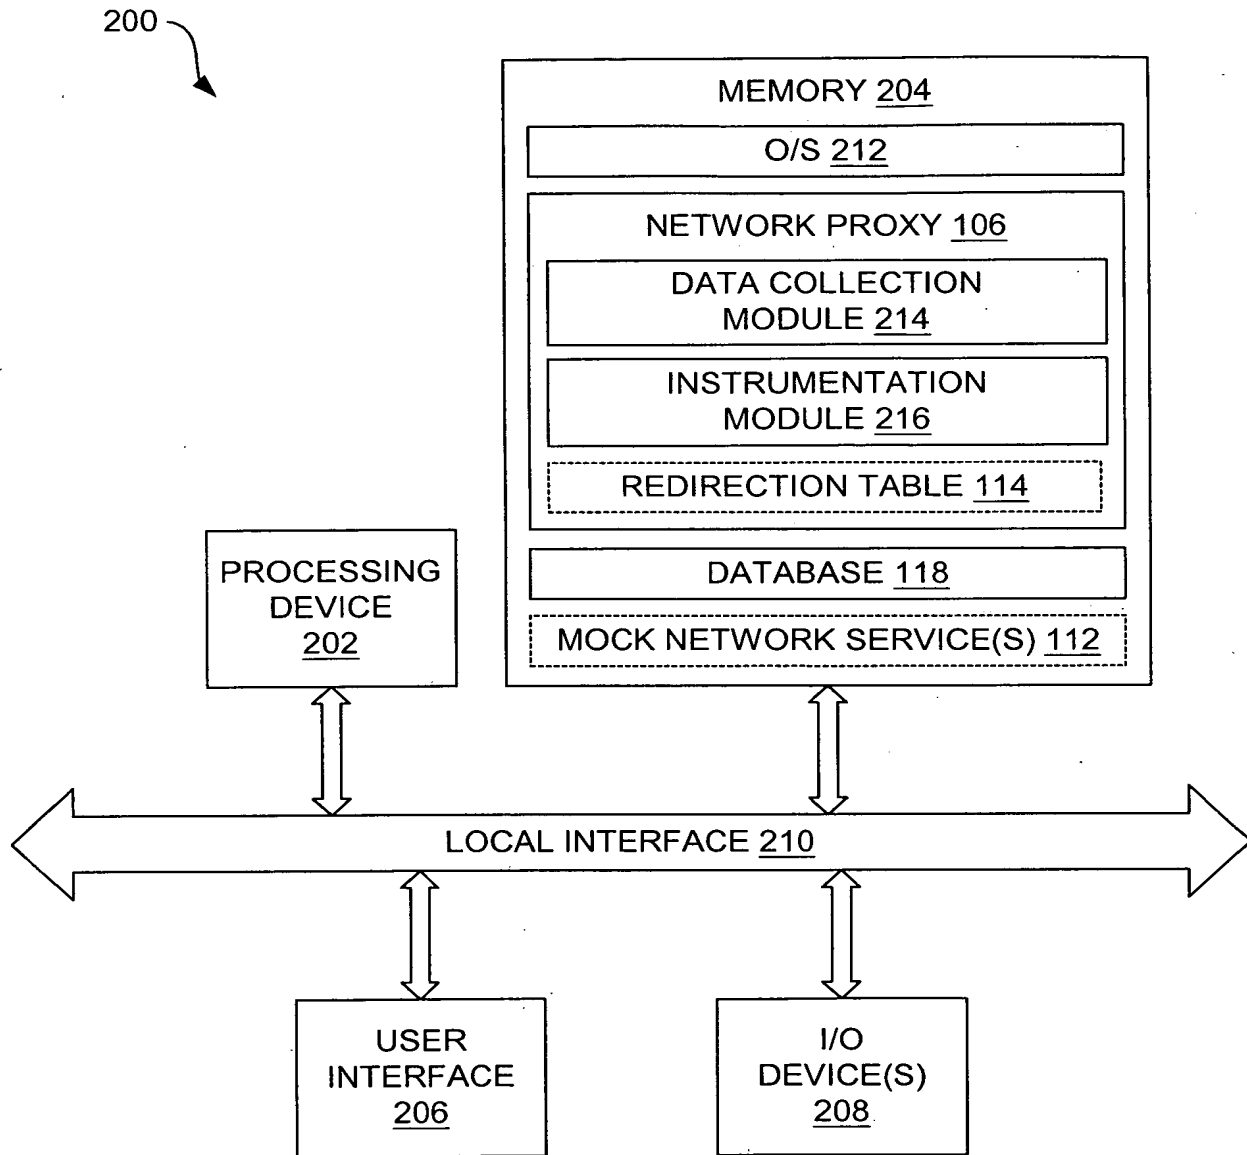 200
MEMORY 204
O/S 212
NETWORK PROXY 106
DATA COLLECTION
MODULE 214
INSTRUMENTATION
MODULE 216
REDIRECTION TABLE 114
DATABASE 118
MOCK NETWORK SERVICE(S) 112
PROCESSING
DEVICE
202
LOCAL INTERFACE 210
USER
INTERFACE
206
I/O
DEVICE(S)
208